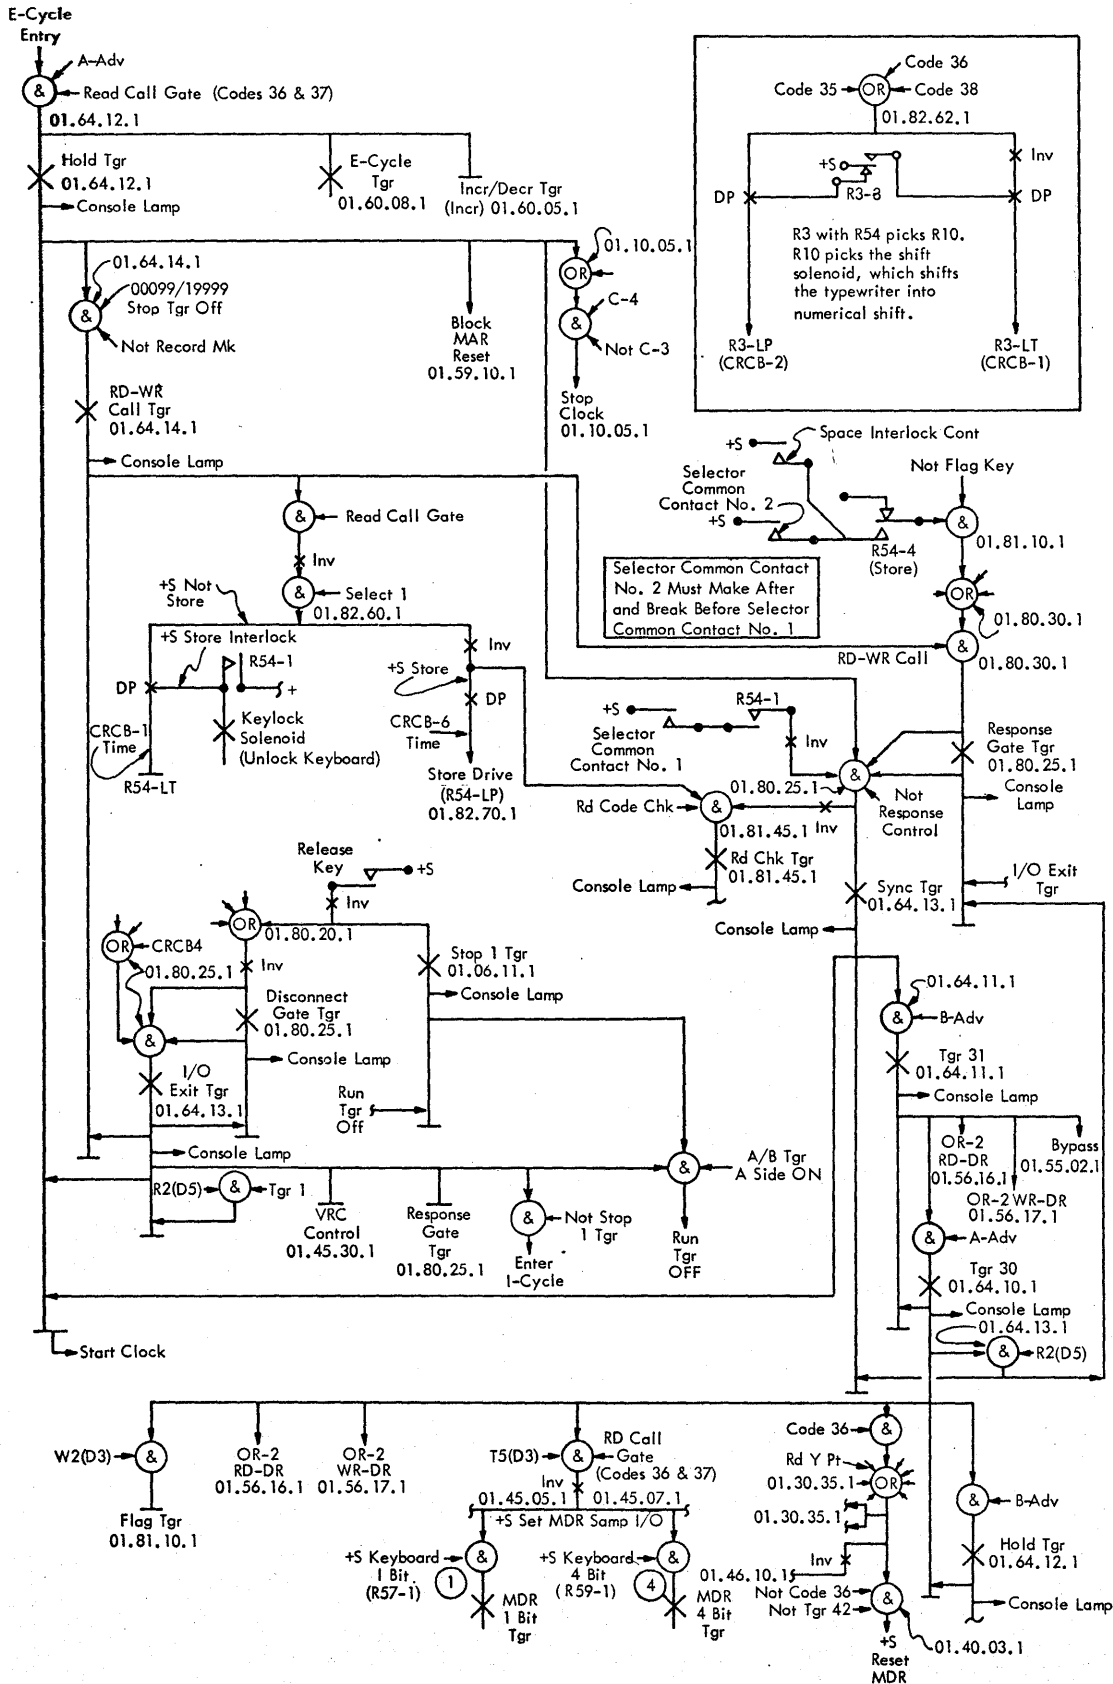 E-Cycle
Entry
A-Adv
&
Read Call Gate (Codes 36 & 37)
01.64.12.1
Hold Tgr
01.64.12.1
Console Lamp
E-Cycle
Tgr
01.60.08.1
Incr/Decr Tgr
(Incr) 01.60.05.1
Code 36
Code 35
OR
Code 38
01.82.62.1
Inv
+S
R3-8
DP
DP
R3 with R54 picks R10.
R10 picks the shift
solenoid, which shifts
the typewriter into
numerical shift.
R3-LP
(CRCB-2)
R3-LT
(CRCB-1)
01.64.14.1
00099/19999
Stop Tgr Off
&
Not Record Mk
01.10.05.1
OR
C-4
&
Not C-3
Block
MAR
Reset
01.59.10.1
Stop
Clock
01.10.05.1
RD-WR
Call Tgr
01.64.14.1
Console Lamp
+S
Space Interlock Cont
Selector
Common
Contact No. 2
+S
R54-4
(Store)
Not Flag Key
&
01.81.10.1
OR
01.80.30.1
&
01.80.30.1
RD-WR Call
&
Read Call Gate
Inv
&
Select 1
01.82.60.1
Selector Common Contact
No. 2 Must Make After
and Break Before Selector
Common Contact No. 1
+S Not
Store
+S Store Interlock
R54-1
DP
+
CRCB-1
Time
Keylock
Solenoid
(Unlock Keyboard)
R54-LT
Inv
+S Store
DP
CRCB-6
Time
Store Drive
(R54-LP)
01.82.70.1
+S
R54-1
Selector
Common
Contact No. 1
Inv
01.80.25.1
&
Not
Response
Control
Response
Gate Tgr
01.80.25.1
Console
Lamp
Rd Code Chk
&
01.81.45.1
Inv
Rd Chk Tgr
01.81.45.1
Console Lamp
Sync Tgr
01.64.13.1
Console Lamp
I/O Exit
Tgr
Release
Key
+S
Inv
OR
01.80.20.1
OR
CRCB4
01.80.25.1
Inv
Disconnect
Gate Tgr
01.80.25.1
&
Console Lamp
I/O
Exit Tgr
01.64.13.1
Console Lamp
Stop 1 Tgr
01.06.11.1
Console Lamp
Run
Tgr
Off
01.64.11.1
&
B-Adv
Tgr 31
01.64.11.1
Console Lamp
OR-2
RD-DR
01.56.16.1
Bypass
01.55.02.1
OR-2 WR-DR
01.56.17.1
&
A/B Tgr
A Side ON
Run
Tgr
OFF
R2(D5)
&
Tgr 1
VRC
Control
01.45.30.1
Response
Gate
Tgr
01.80.25.1
&
Not Stop
1 Tgr
Enter
I-Cycle
&
A-Adv
Tgr 30
01.64.10.1
Console Lamp
01.64.13.1
&
R2(D5)
Start Clock
W2(D3)
&
Flag Tgr
01.81.10.1
OR-2
RD-DR
01.56.16.1
OR-2
WR-DR
01.56.17.1
T5(D3)
&
RD Call
Gate
(Codes 36 & 37)
Inv
01.45.05.1
01.45.07.1
+S Set MDR Samp I/O
+S Keyboard
1 Bit
(R57-1)
&
1
MDR
1 Bit
Tgr
+S Keyboard
4 Bit
(R59-1)
&
4
MDR
4 Bit
Tgr
Code 36
&
Rd Y Pt
01.30.35.1
OR
01.30.35.1
Inv
01.46.10.1
Not Code 36
Not Tgr 42
&
01.40.03.1
+S
Reset
MDR
&
B-Adv
Hold Tgr
01.64.12.1
Console Lamp